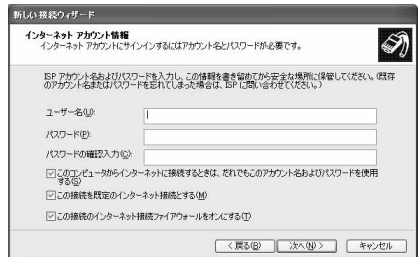 新しい接続ウィザード
インターネット アカウント情報
インターネット アカウントにサインインするにはアカウント名とパスワードが必要です。
ISP アカウント名およびパスワードを入力し、この情報を書き留めてから安全な場所に保管してください。(既存
のアカウント名またはパスワードを忘れてしまった場合は、ISP に問い合わせてください。)
ユーザー名(U):
パスワード(P):
パスワードの確認入力(C):
このコンピュータからインターネットに接続するときは、だれでもこのアカウント名およびパスワードを使用
する(S)
この接続を既定のインターネット接続とする(M)
この接続のインターネット接続ファイアウォールをオンにする(T)
< 戻る(B)
次へ(N) >
キャンセル